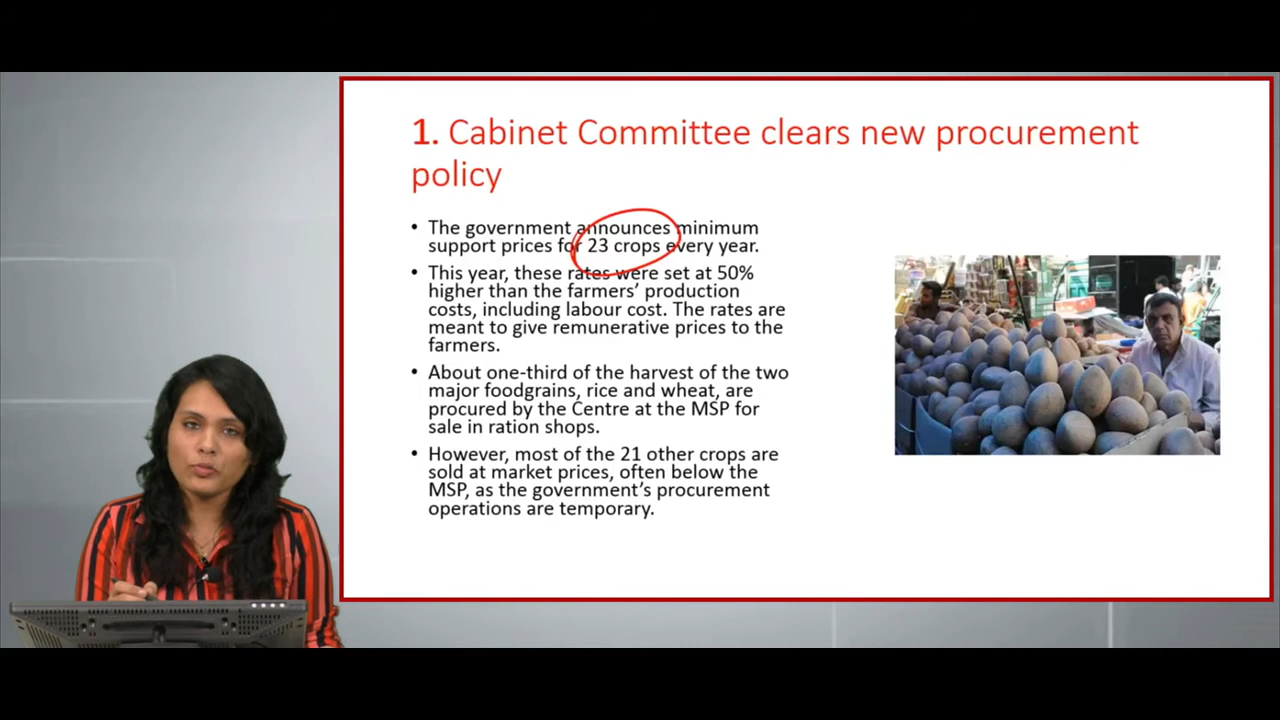 1. Cabinet Committee clears new procurement
policy
• The government announces minimum
support prices for 23 crops every year.
• This year, these rates were set at 50%
higher than the farmers’ production
costs, including labour cost. The rates are
meant to give remunerative prices to the
farmers.
• About one-third of the harvest of the two
major foodgrains, rice and wheat, are
procured by the Centre at the MSP for
sale in ration shops.
• However, most of the 21 other crops are
sold at market prices, often below the
MSP, as the government’s procurement
operations are temporary.